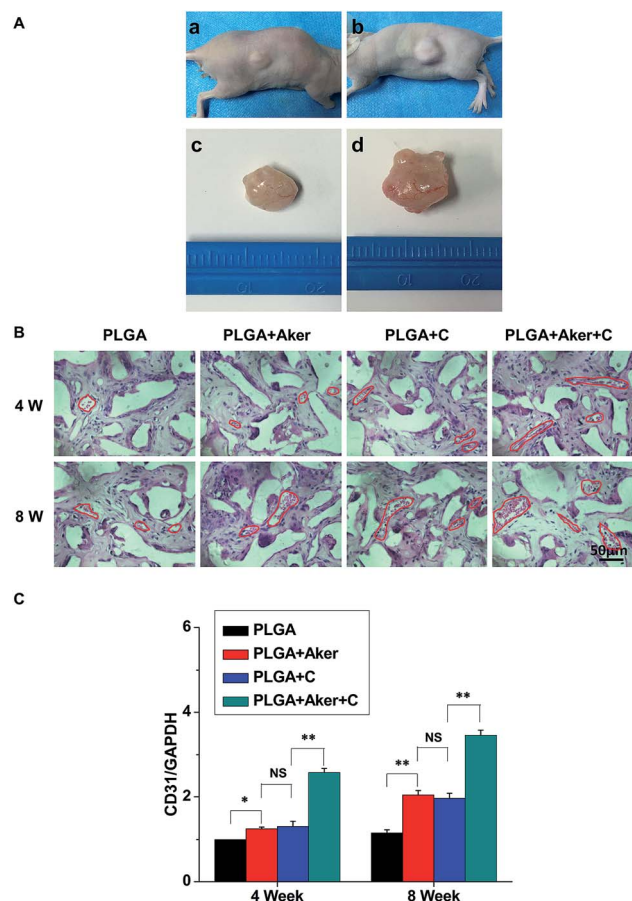 A
a
b
c
d
10
20
10
20
B
PLGA
PLGA+Aker
PLGA+C
PLGA+Aker+C
4 W
8 W
50μm
C
6
4
2
0
CD31/GAPDH
PLGA
PLGA+Aker
PLGA+C
PLGA+Aker+C
*
NS
**
**
NS
**
4 Week
8 Week